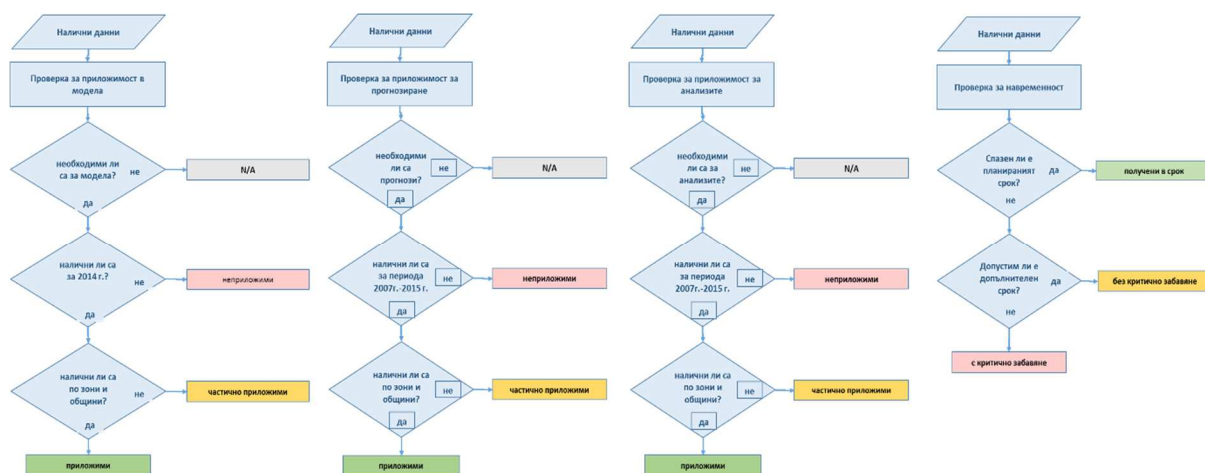 Налични данни
Проверка за приложимост в
модела
необходими ли
са за модела?
не
N/A
да
налични ли са
за 2014 г.?
не
неприложими
да
налични ли са
по зони и
общини?
не
частично приложими
да
приложими
Налични данни
Проверка за приложимост за
прогнозиране
необходими
ли са
прогнози?
не
N/A
да
налични ли са
за периода
2007г.-2015 г.
не
неприложими
да
налични ли са
по зони и
общини?
не
частично приложими
да
приложими
Налични данни
Проверка за приложимост за
анализите
необходими
ли са за
анализите?
не
N/A
да
налични ли са
за периода
2007г.-2015 г.
не
неприложими
да
налични ли са
по зони и
общини?
не
частично приложими
да
приложими
Налични данни
Проверка за навременност
Спазен ли е
планираният
срок?
да
получени в срок
не
Допустим ли е
допълнителен
срок?
да
без критично забавяне
не
с критично забавяне